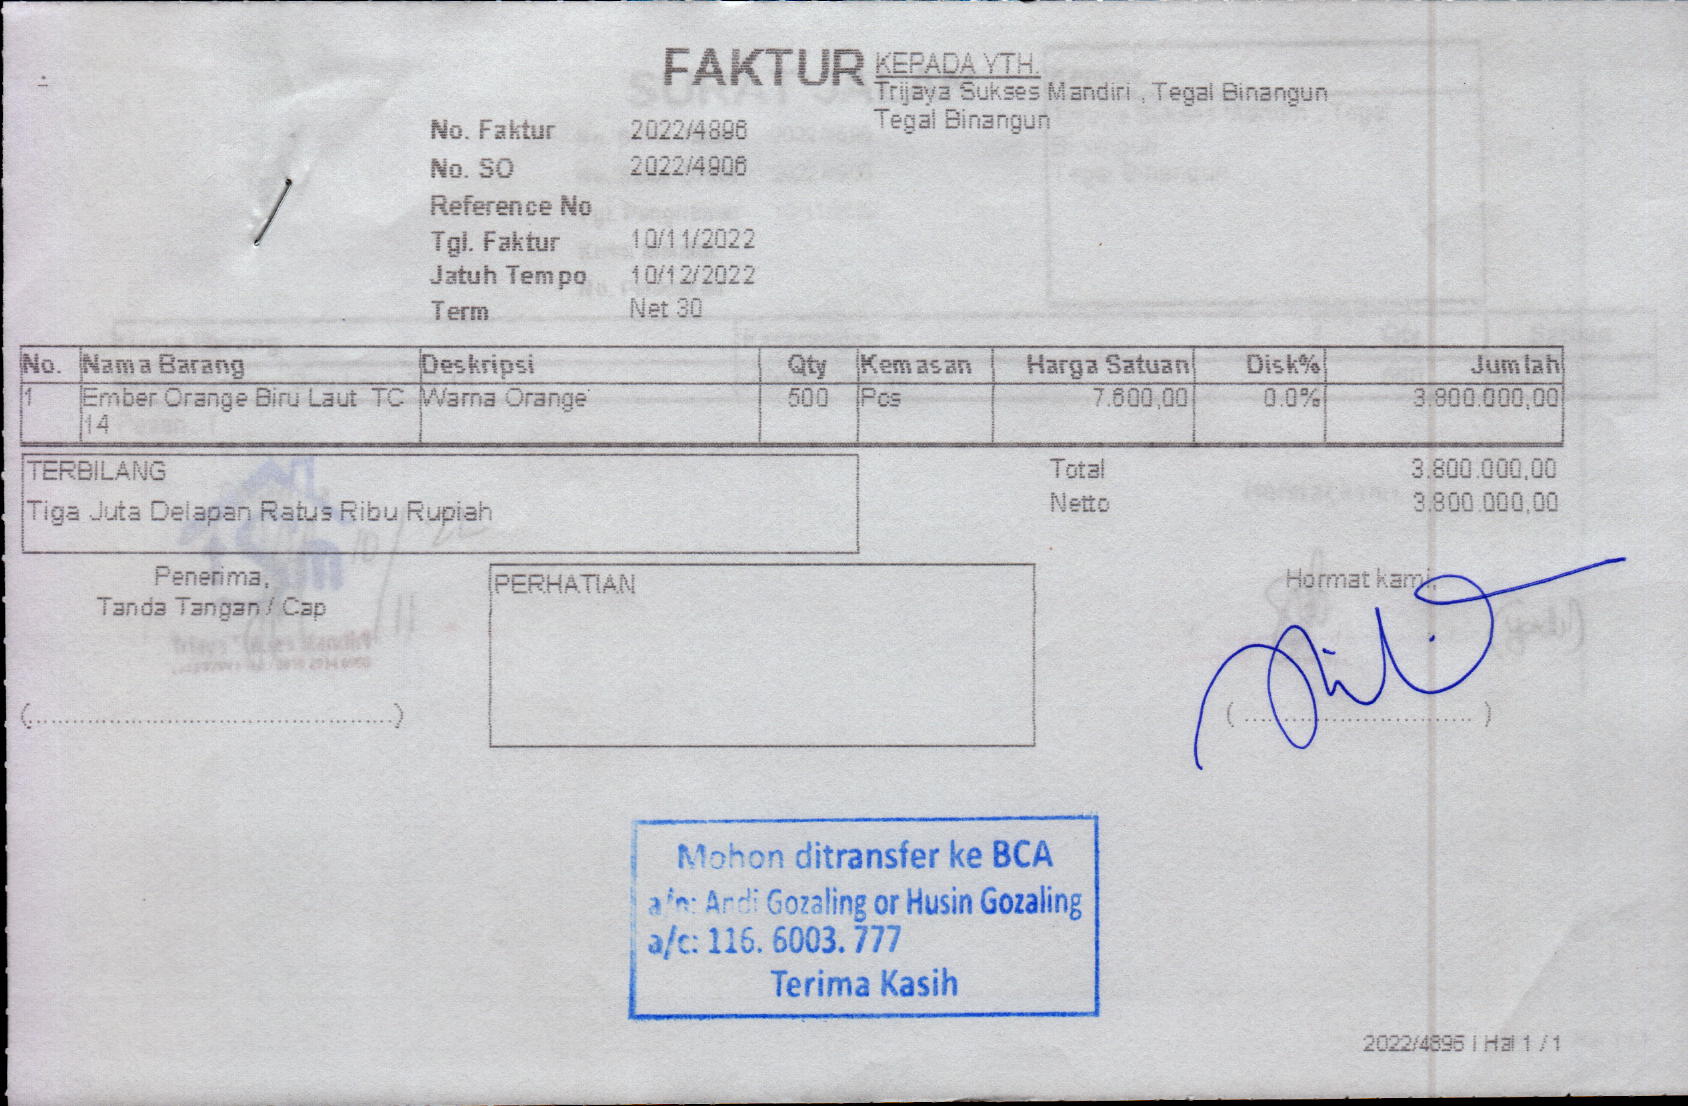 FAKTUR
KEPADA YTH.
Trijaya Sukses Mandiri , Tegal Binangun
Tegal Binangun
No. Faktur 2022/4896
No. SO 2022/4906
Reference No
Tgl. Faktur 10/11/2022
Jatuh Tempo 10/12/2022
Term Net 30
No. Nama Barang Deskripsi Qty Kemasan Harga Satuan Disk% Jumlah
1 Ember Orange Biru Laut TC Warna Orange 500 Pcs 7.600,00 0.0% 3.800.000,00
14
TERBILANG
Tiga Juta Delapan Ratus Ribu Rupiah
Total 3.800.000,00
Netto 3.800.000,00
Penerima,
Tanda Tangan / Cap
(................................................)
PERHATIAN
Hormat kami,
( ............................... )
Mohon ditransfer ke BCA
a/n: Andi Gozaling or Husin Gozaling
a/c: 116. 6003. 777
Terima Kasih
2022/4896 | Hal 1 / 1